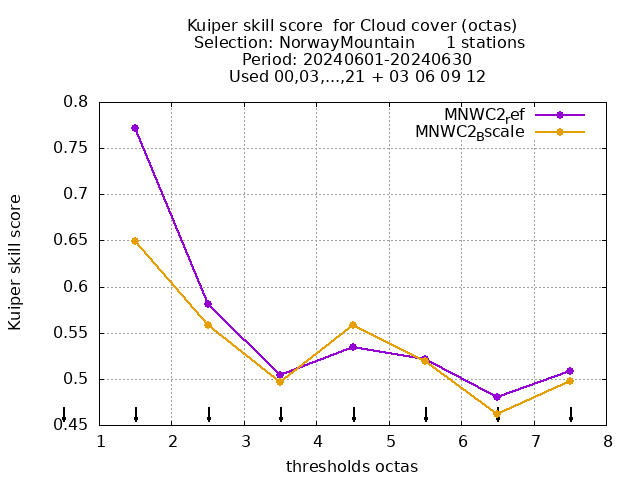 Kuiper skill score  for Cloud cover (octas)
Selection: NorwayMountain      1 stations
Period: 20240601-20240630
Used 00,03,...,21 + 03 06 09 12
MNWC2ref
MNWC2Bscale
0.8
0.75
0.7
0.65
0.6
0.55
0.5
0.45
Kuiper skill score
1 2 3 4 5 6 7 8
thresholds octas